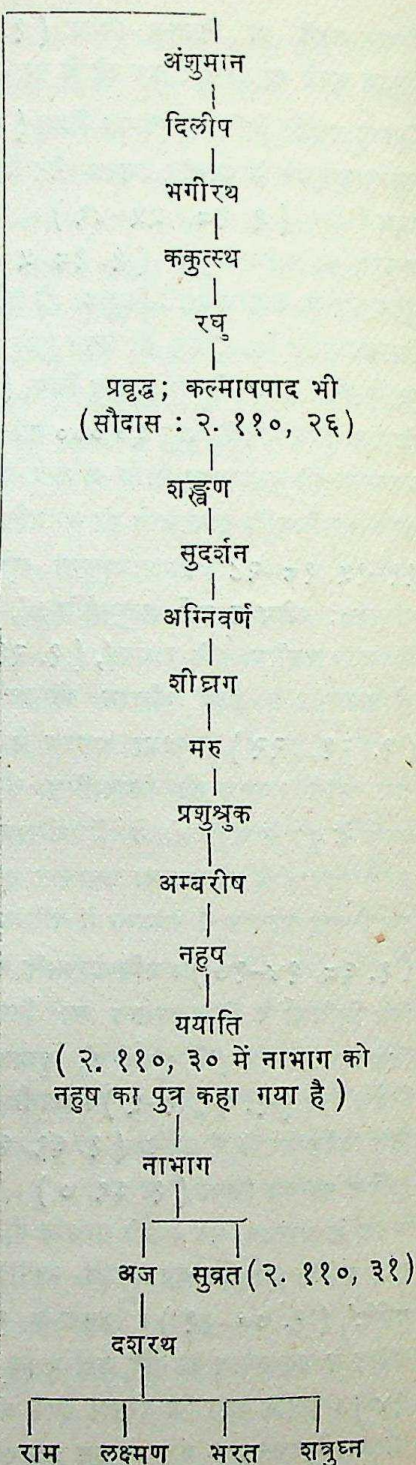 अंशुमान
दिलीप
भगीरथ
ककुत्स्थ
रघु
प्रवृद्ध; कल्माषपाद भी
(सौदास : २. ११०, २६)
शङ्खण
सुदर्शन
अग्निवर्ण
शीघ्रग
मरु
प्रशुश्रुक
अम्बरीष
नहुष
ययाति
( २. ११०, ३० में नाभाग को
नहुष का पुत्र कहा गया है )
नाभाग
अज सुव्रत (२. ११०, ३१)
दशरथ
राम लक्ष्मण भरत शत्रुघ्न